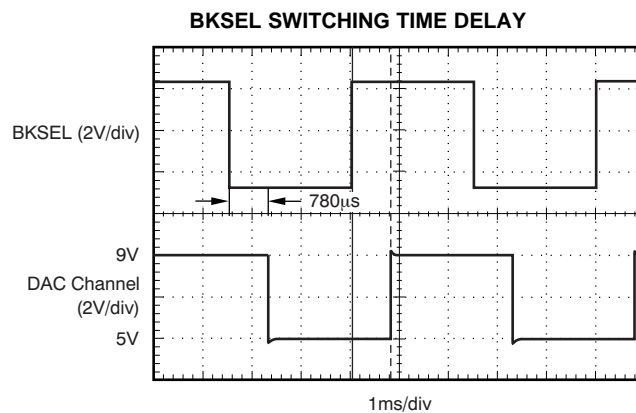 BKSEL SWITCHING TIME DELAY
BKSEL (2V/div)
780μs
9V
DAC Channel
(2V/div)
5V
1ms/div